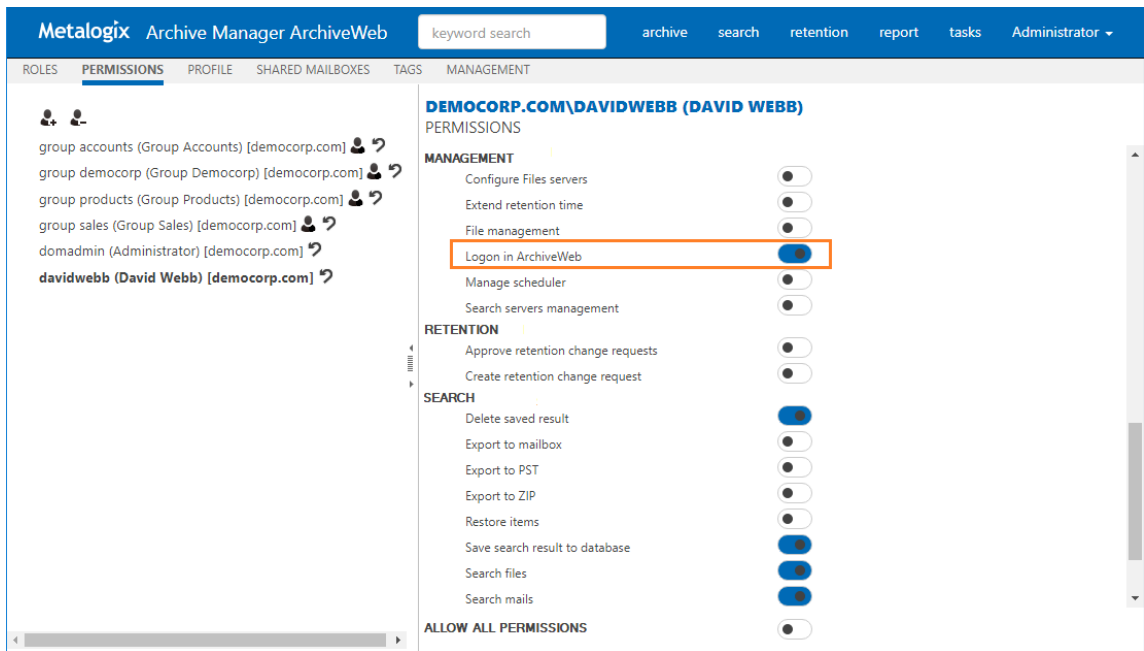 Metalogix Archive Manager ArchiveWeb keyword search archive search retention report tasks Administrator
ROLES PERMISSIONS PROFILE SHARED MAILBOXES TAGS MANAGEMENT
group accounts (Group Accounts) [democorp.com]
group democorp (Group Democorp) [democorp.com]
group products (Group Products) [democorp.com]
group sales (Group Sales) [democorp.com]
domadmin (Administrator) [democorp.com]
davidwebb (David Webb) [democorp.com]
DEMOCORP.COM\DAVIDWEBB (DAVID WEBB)
PERMISSIONS
MANAGEMENT
Configure Files servers
Extend retention time
File management
Logon in ArchiveWeb
Manage scheduler
Search servers management
RETENTION
Approve retention change requests
Create retention change request
SEARCH
Delete saved result
Export to mailbox
Export to PST
Export to ZIP
Restore items
Save search result to database
Search files
Search mails
ALLOW ALL PERMISSIONS